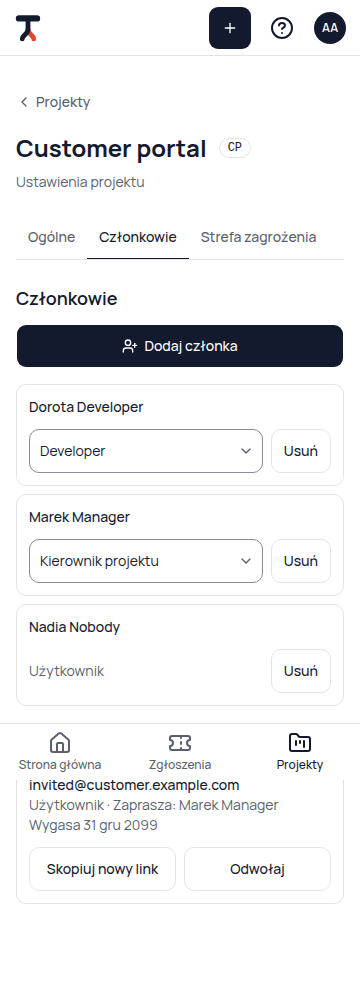 AA
Projekty
Customer portal CP
Ustawienia projektu
Ogólne Członkowie Strefa zagrożenia
Członkowie
Dodaj członka
Dorota Developer
Developer Usuń
Marek Manager
Kierownik projektu Usuń
Nadia Nobody
Użytkownik Usuń
Strona główna Zgłoszenia Projekty
invited@customer.example.com
Użytkownik · Zaprasza: Marek Manager
Wygasa 31 gru 2099
Skopiuj nowy link Odwołaj